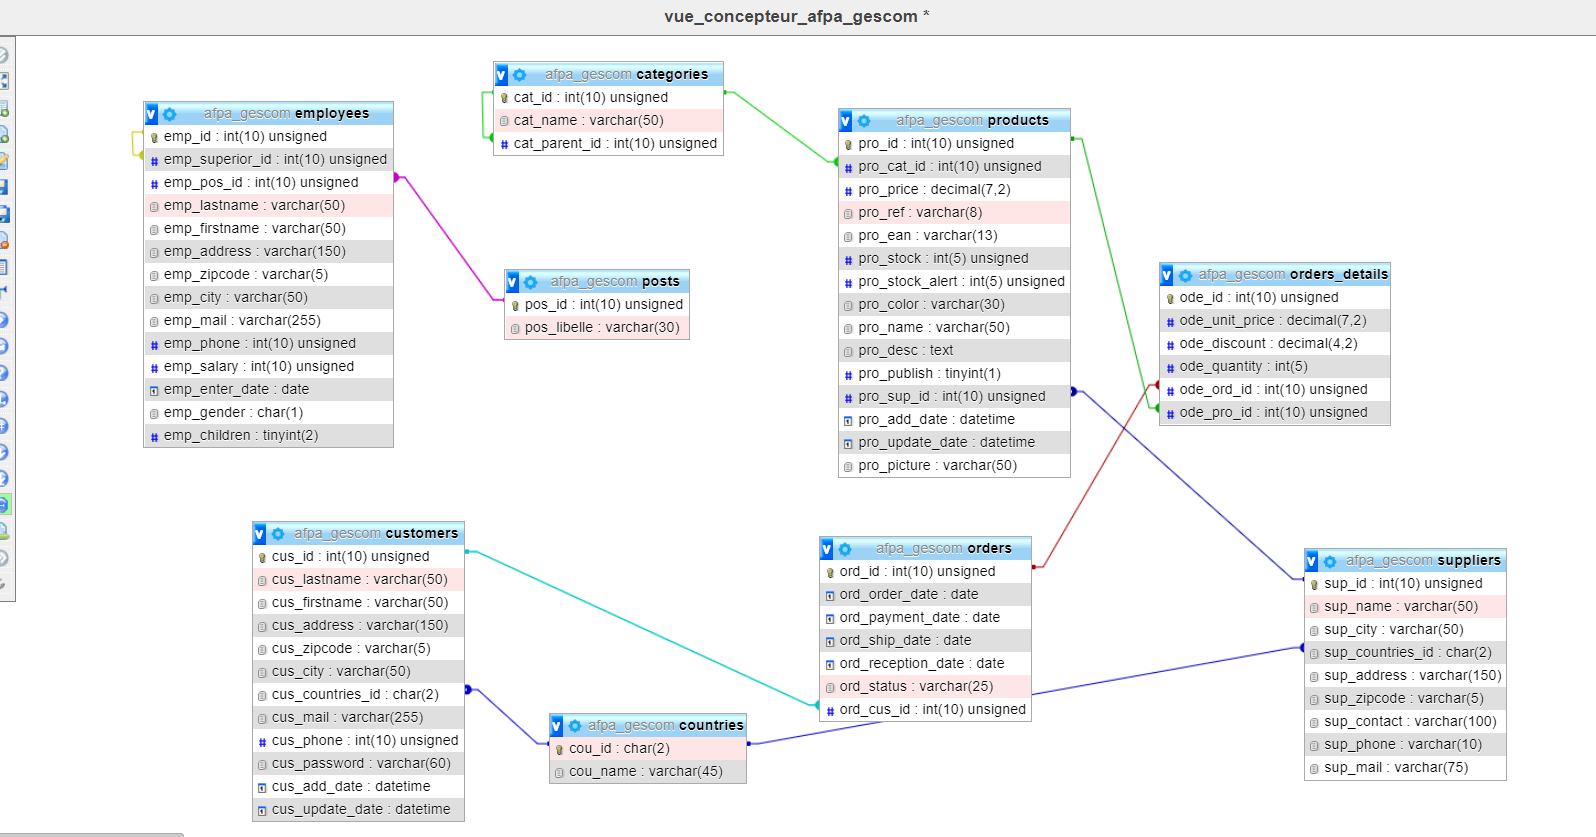 vue_concepteur_afpa_gescom *
afpa_gescom categories
cat_id : int(10) unsigned
cat_name : varchar(50)
cat_parent_id : int(10) unsigned
afpa_gescom employees
emp_id : int(10) unsigned
emp_superior_id : int(10) unsigned
emp_pos_id : int(10) unsigned
emp_lastname : varchar(50)
emp_firstname : varchar(50)
emp_address : varchar(150)
emp_zipcode : varchar(5)
emp_city : varchar(50)
emp_mail : varchar(255)
emp_phone : int(10) unsigned
emp_salary : int(10) unsigned
emp_enter_date : date
emp_gender : char(1)
emp_children : tinyint(2)
afpa_gescom products
pro_id : int(10) unsigned
pro_cat_id : int(10) unsigned
pro_price : decimal(7,2)
pro_ref : varchar(8)
pro_ean : varchar(13)
pro_stock : int(5) unsigned
pro_stock_alert : int(5) unsigned
pro_color : varchar(30)
pro_name : varchar(50)
pro_desc : text
pro_publish : tinyint(1)
pro_sup_id : int(10) unsigned
pro_add_date : datetime
pro_update_date : datetime
pro_picture : varchar(50)
afpa_gescom posts
pos_id : int(10) unsigned
pos_libelle : varchar(30)
afpa_gescom orders_details
ode_id : int(10) unsigned
ode_unit_price : decimal(7,2)
ode_discount : decimal(4,2)
ode_quantity : int(5)
ode_ord_id : int(10) unsigned
ode_pro_id : int(10) unsigned
afpa_gescom customers
cus_id : int(10) unsigned
cus_lastname : varchar(50)
cus_firstname : varchar(50)
cus_address : varchar(150)
cus_zipcode : varchar(5)
cus_city : varchar(50)
cus_countries_id : char(2)
cus_mail : varchar(255)
cus_phone : int(10) unsigned
cus_password : varchar(60)
cus_add_date : datetime
cus_update_date : datetime
afpa_gescom orders
ord_id : int(10) unsigned
ord_order_date : date
ord_payment_date : date
ord_ship_date : date
ord_reception_date : date
ord_status : varchar(25)
ord_cus_id : int(10) unsigned
afpa_gescom suppliers
sup_id : int(10) unsigned
sup_name : varchar(50)
sup_city : varchar(50)
sup_countries_id : char(2)
sup_address : varchar(150)
sup_zipcode : varchar(5)
sup_contact : varchar(100)
sup_phone : varchar(10)
sup_mail : varchar(75)
afpa_gescom countries
cou_id : char(2)
cou_name : varchar(45)